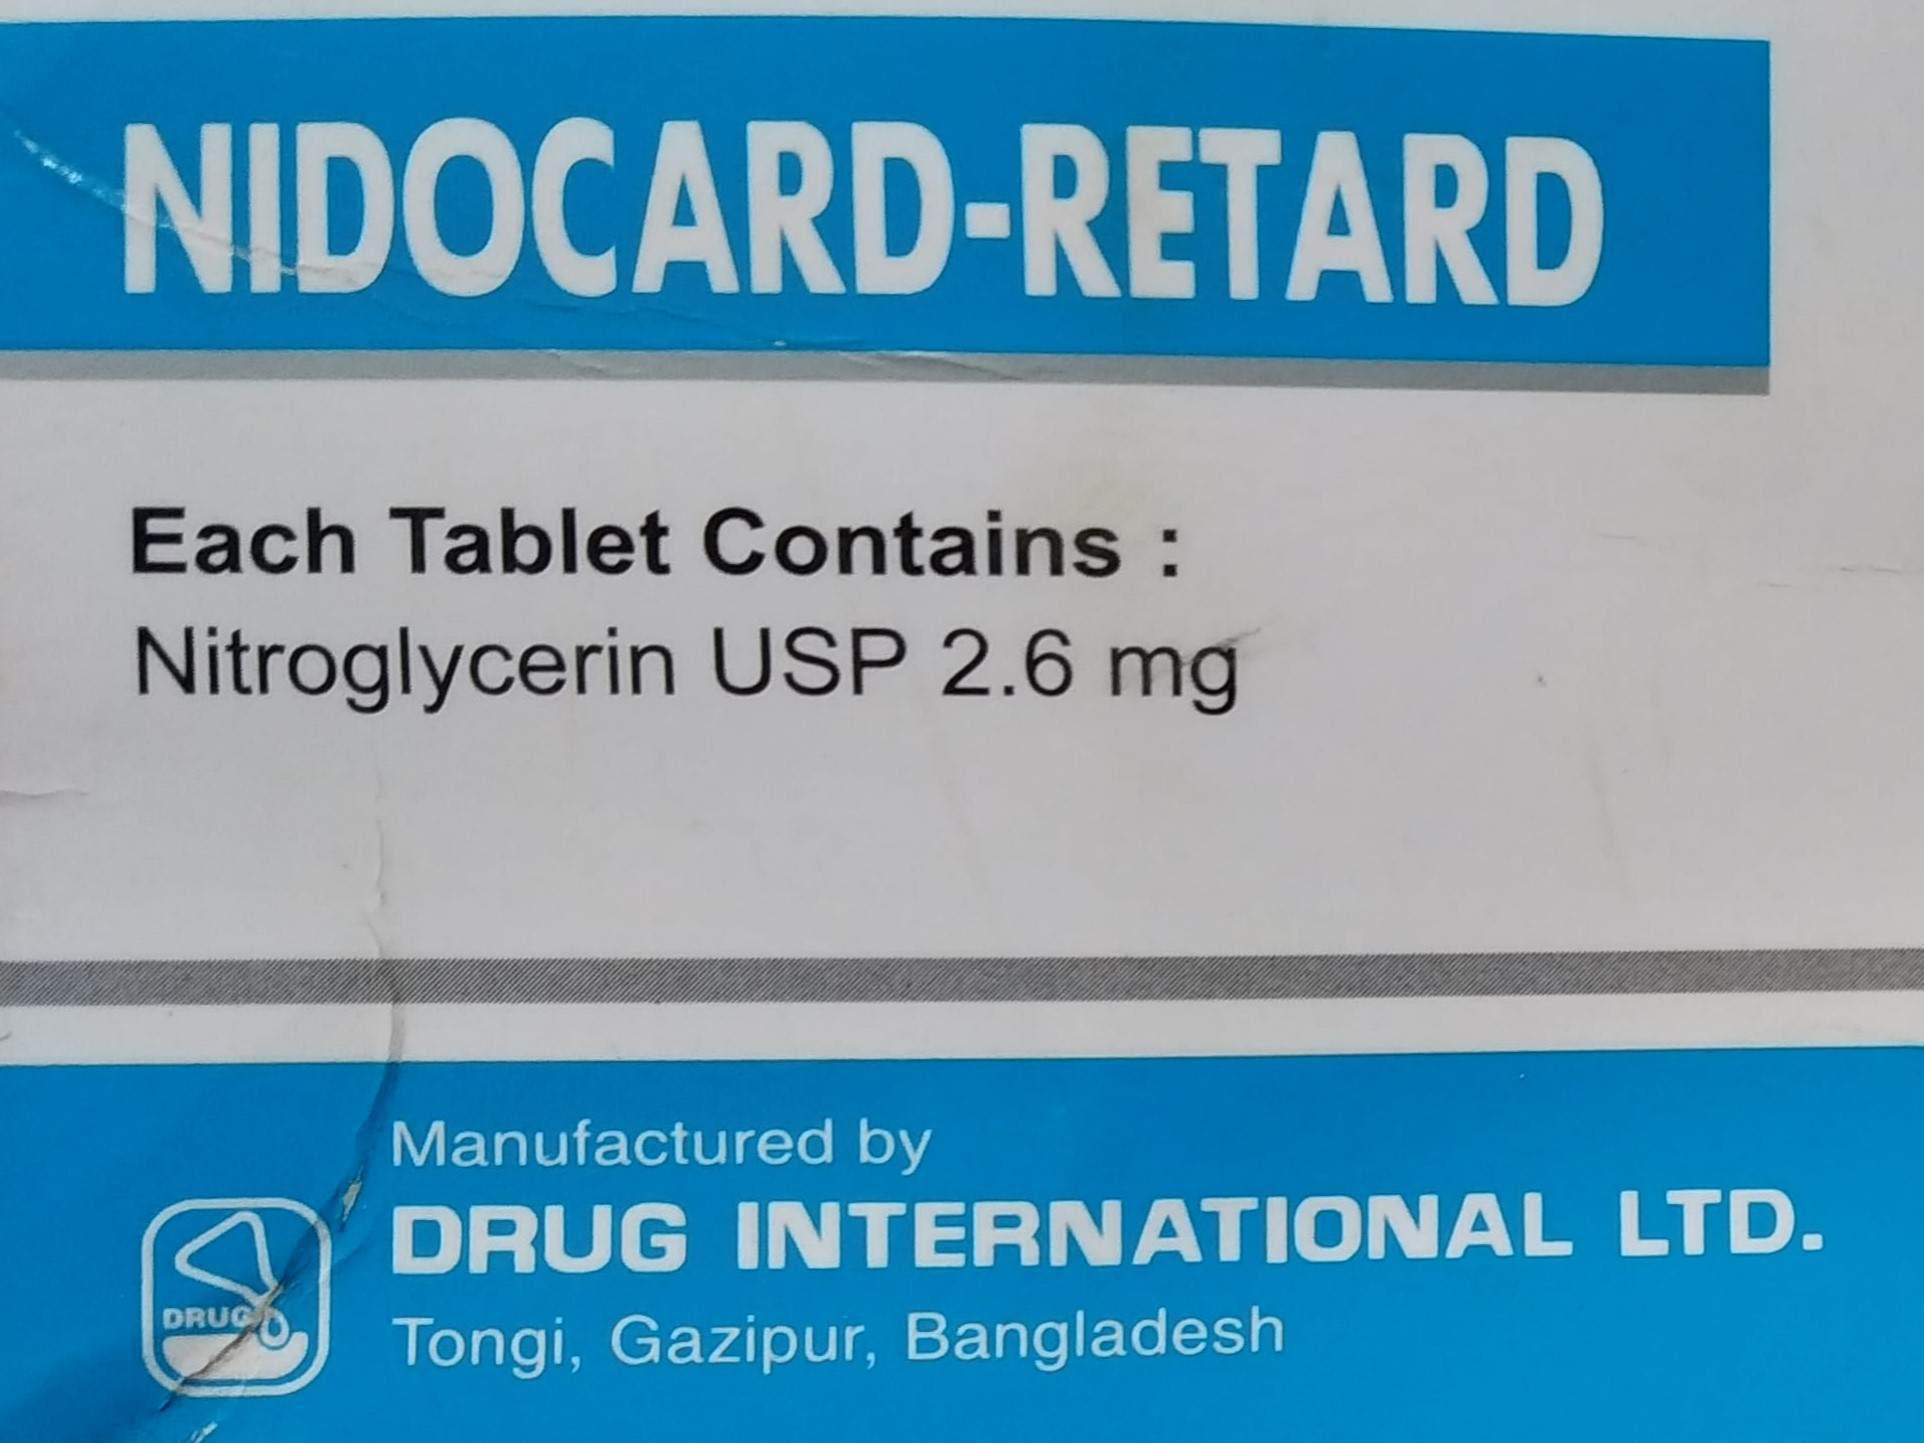 NIDOCARD-RETARD
Each Tablet Contains :
Nitroglycerin USP 2.6 mg
Manufactured by
DRUG INTERNATIONAL LTD.
DRUG
Tongi, Gazipur, Bangladesh